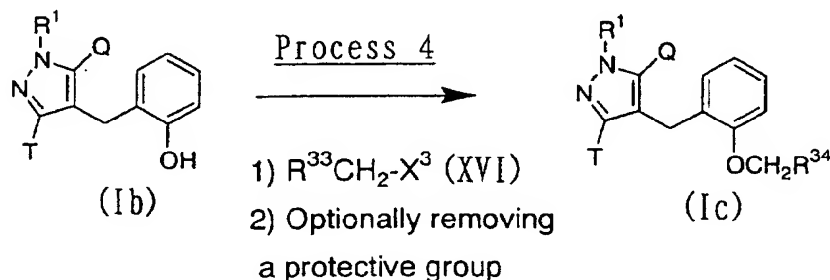 R¹
N
N
Q
T
OH
(Ib)
Process 4
1) R³³CH₂-X³ (XVI)
2) Optionally removing
a protective group
R¹
N
N
Q
T
OCH₂R³⁴
(Ic)